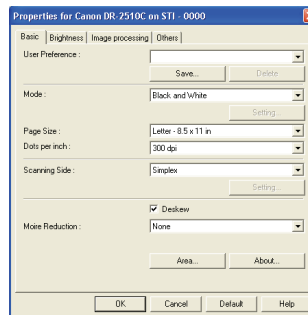 Properties for Canon DR-2510C on STI - 0000
Basic Brightness Image processing Others
User Preference :
Save... Delete
Mode : Black and White
Setting...
Page Size : Letter - 8.5 x 11 in
Dots per inch : 300 dpi
Scanning Side : Simplex
Setting...
Deskew
Moire Reduction : None
Area... About...
OK Cancel Default Help